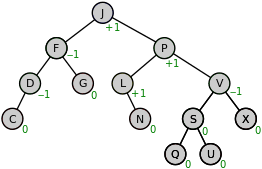 J +1
F -1 P +1
D -1 G 0 L +1 V -1
C 0 N 0 S 0 X 0
Q 0 U 0